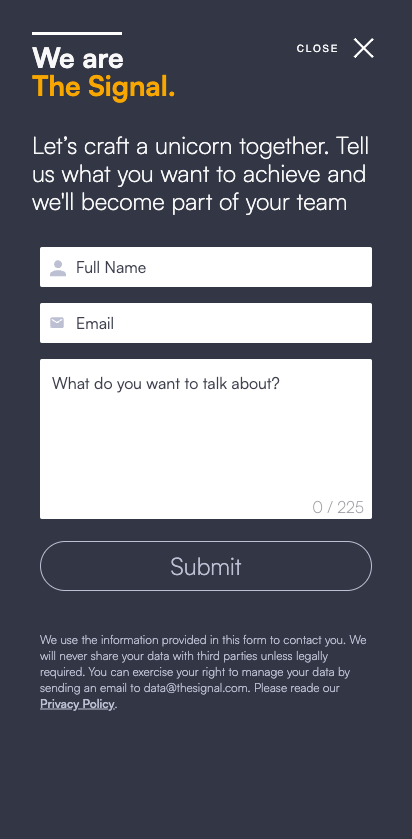 We are
CLOSE
The Signal.
Let's craft a unicorn together. Tell
us what you want to achieve and
we'll become part of your team
Full Name
Email
What do you want to talk about?
0 / 225
Submit
We use the information provided in this form to contact you. We
will never share your data with third parties unless legally
required. You can exercise your right to manage your data by
sending an email to data@thesignal.com. Please reade our
Privacy Policy.